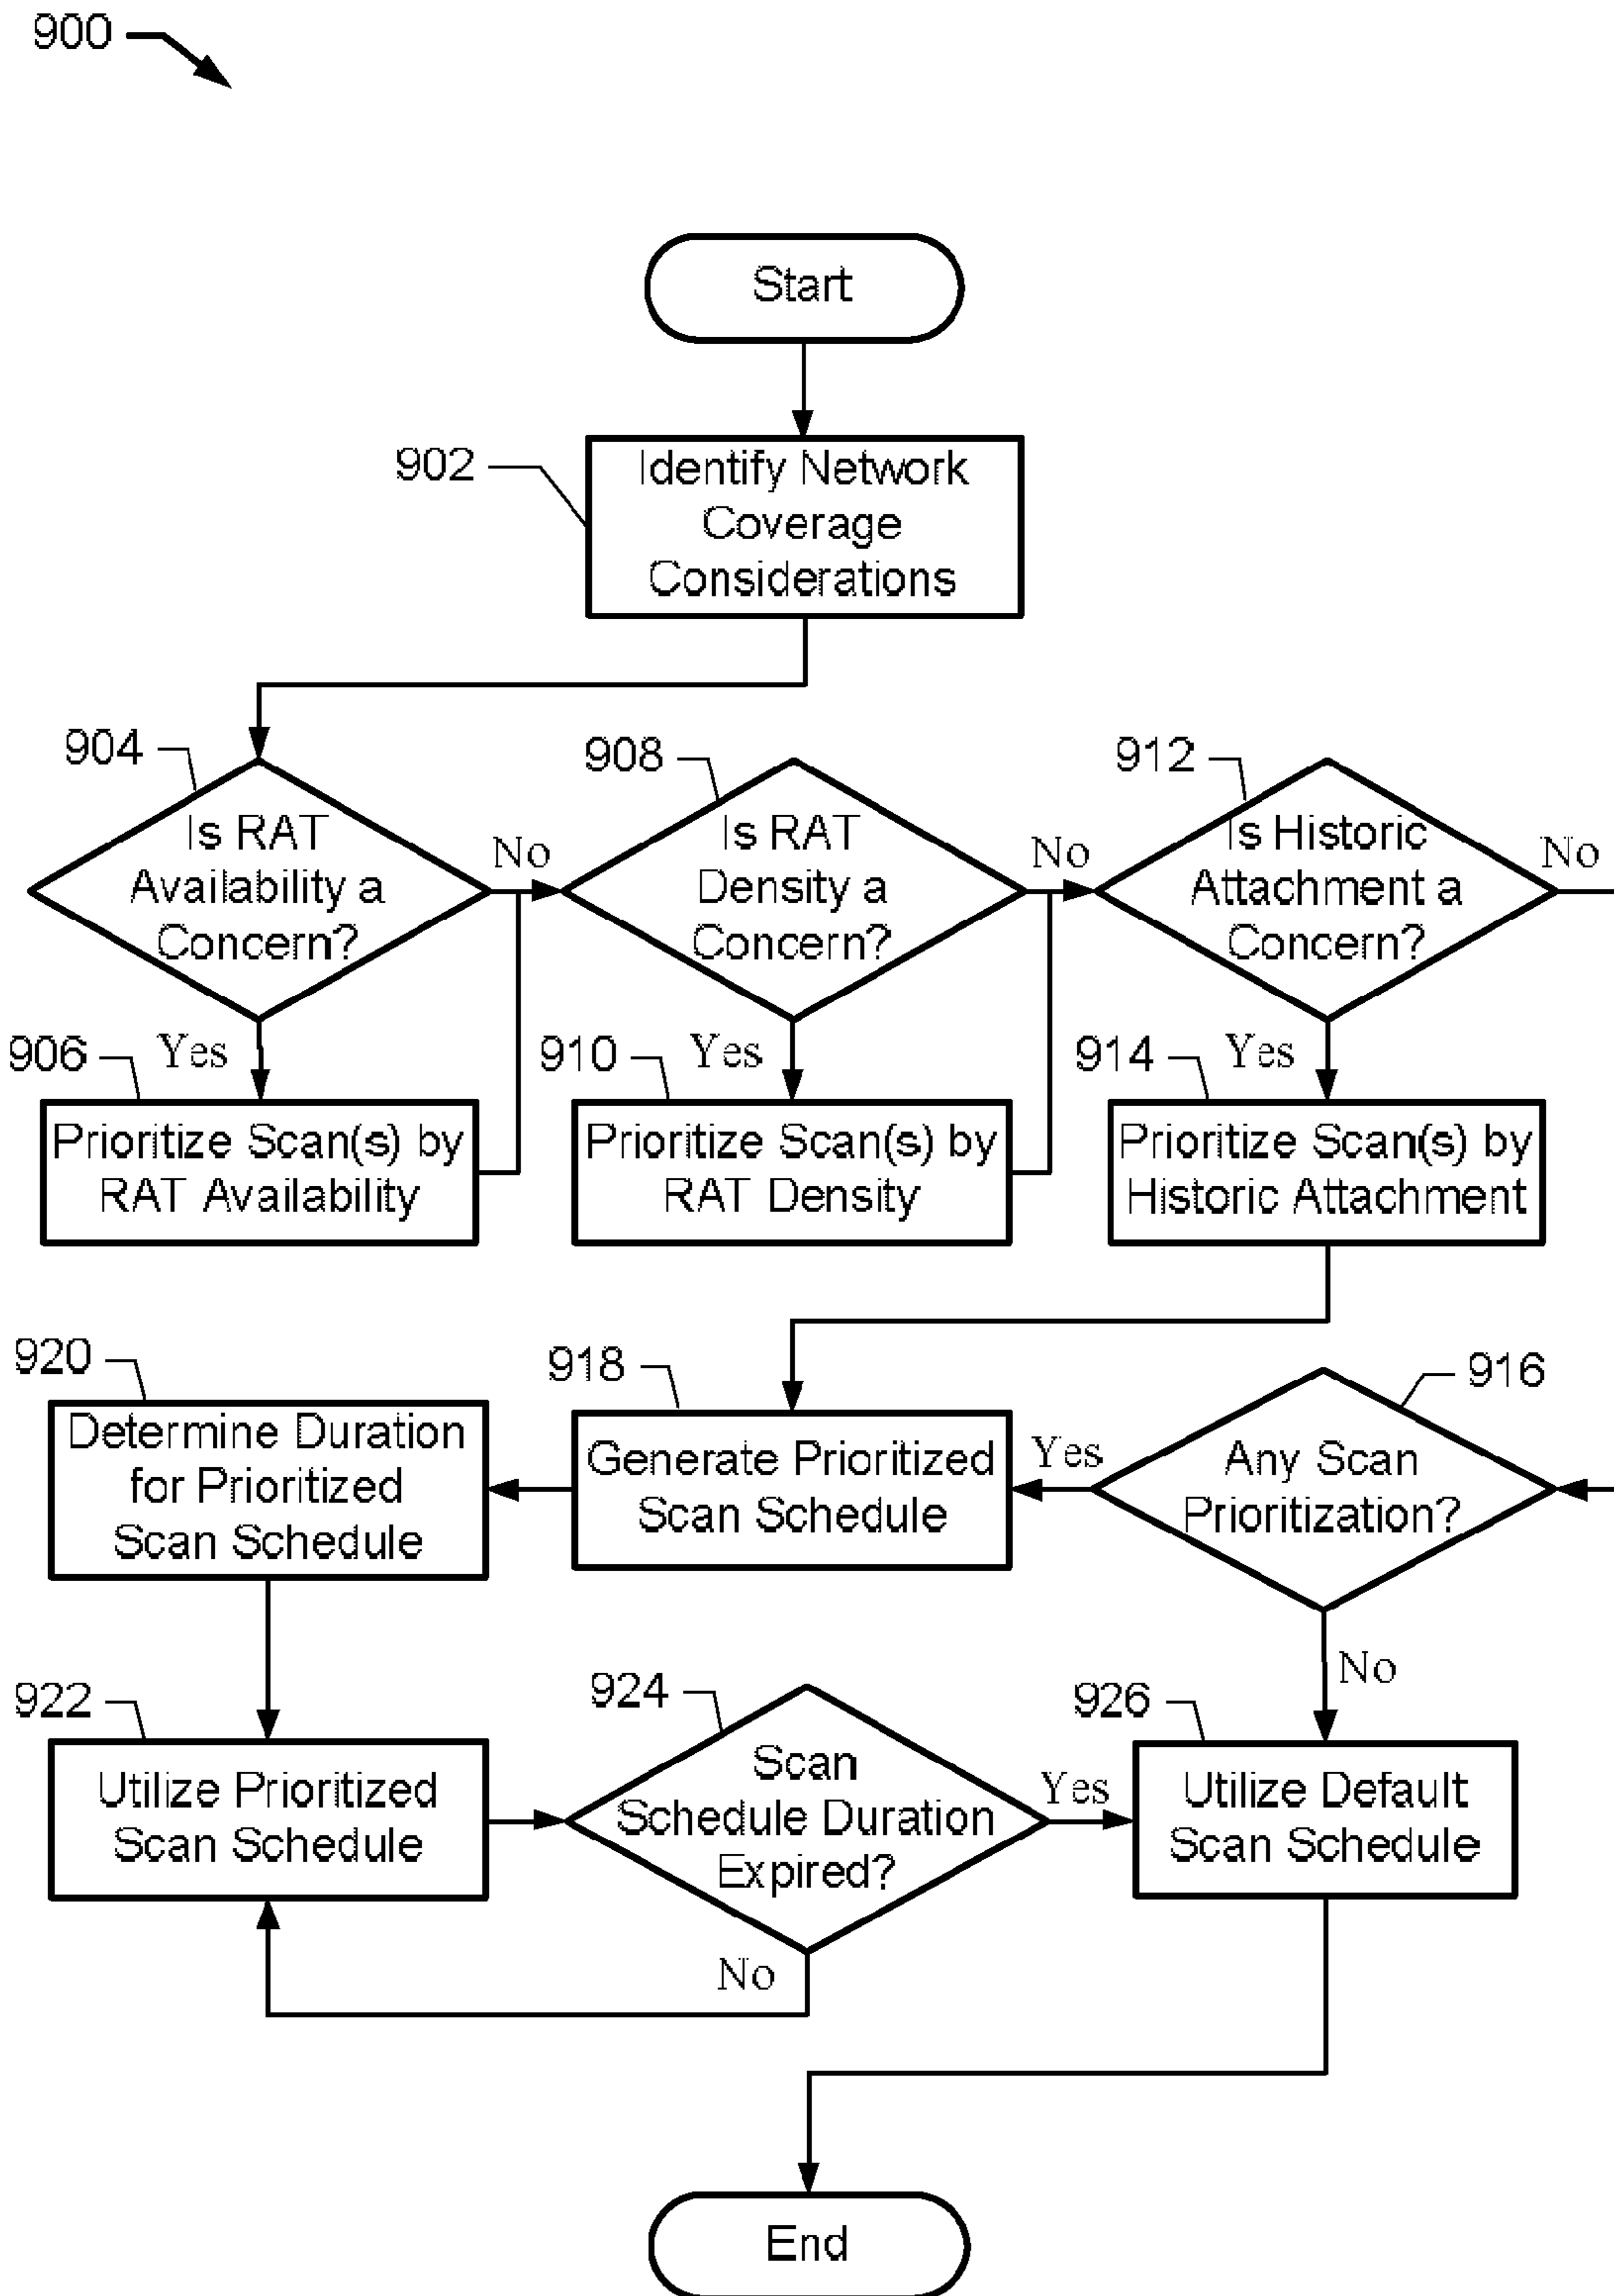 900
Start
902
Identify Network
Coverage
Considerations
904
Is RAT
Availability a
Concern?
No
908
Is RAT
Density a
Concern?
No
912
Is Historic
Attachment a
Concern?
No
906
Yes
Prioritize Scan(s) by
RAT Availability
910
Yes
Prioritize Scan(s) by
RAT Density
914
Yes
Prioritize Scan(s) by
Historic Attachment
920
Determine Duration
for Prioritized
Scan Schedule
918
Generate Prioritized
Scan Schedule
Yes
916
Any Scan
Prioritization?
No
922
Utilize Prioritized
Scan Schedule
924
Scan
Schedule Duration
Expired?
Yes
No
926
Utilize Default
Scan Schedule
End